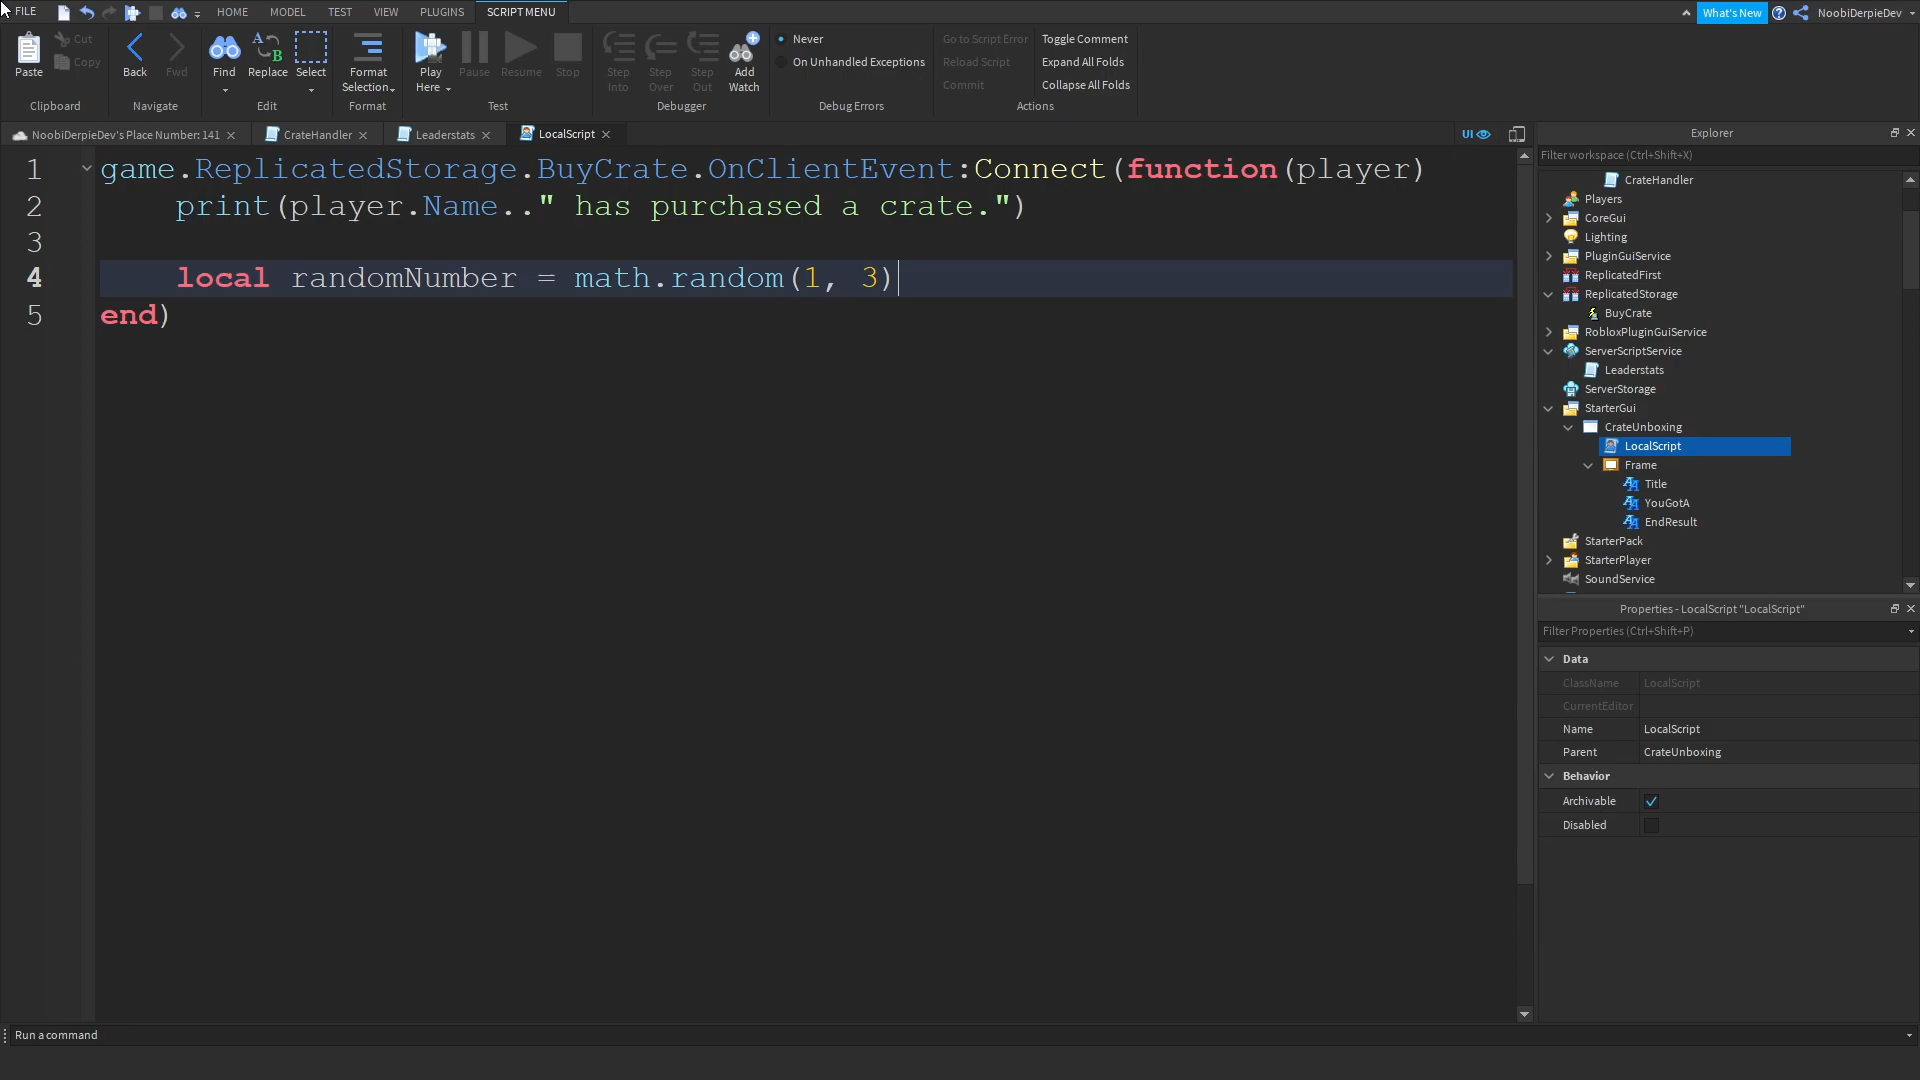 FILE HOME MODEL TEST VIEW PLUGINS SCRIPT MENU What's New NoobiDerpieDev
Paste Cut Copy Clipboard
Back Fwd Navigate
Find Replace Select Edit
Format Selection Format
Play Here Pause Resume Stop Test
Step Into Step Over Step Out Add Watch Debugger
Never
On Unhandled Exceptions
Debug Errors
Go to Script Error Toggle Comment
Reload Script Expand All Folds
Commit Collapse All Folds
Actions
NoobiDerpieDev's Place Number: 141 CrateHandler Leaderstats LocalScript UI
1 game.ReplicatedStorage.BuyCrate.OnClientEvent:Connect(function(player)
2 print(player.Name.." has purchased a crate.")
3
4 local randomNumber = math.random(1, 3)
5 end)
Explorer
Filter workspace (Ctrl+Shift+X)
CrateHandler
Players
CoreGui
Lighting
PluginGuiService
ReplicatedFirst
ReplicatedStorage
BuyCrate
RobloxPluginGuiService
ServerScriptService
Leaderstats
ServerStorage
StarterGui
CrateUnboxing
LocalScript
Frame
Title
YouGotA
EndResult
StarterPack
StarterPlayer
SoundService
Properties - LocalScript "LocalScript"
Filter Properties (Ctrl+Shift+P)
Data
ClassName LocalScript
CurrentEditor
Name LocalScript
Parent CrateUnboxing
Behavior
Archivable
Disabled
Run a command